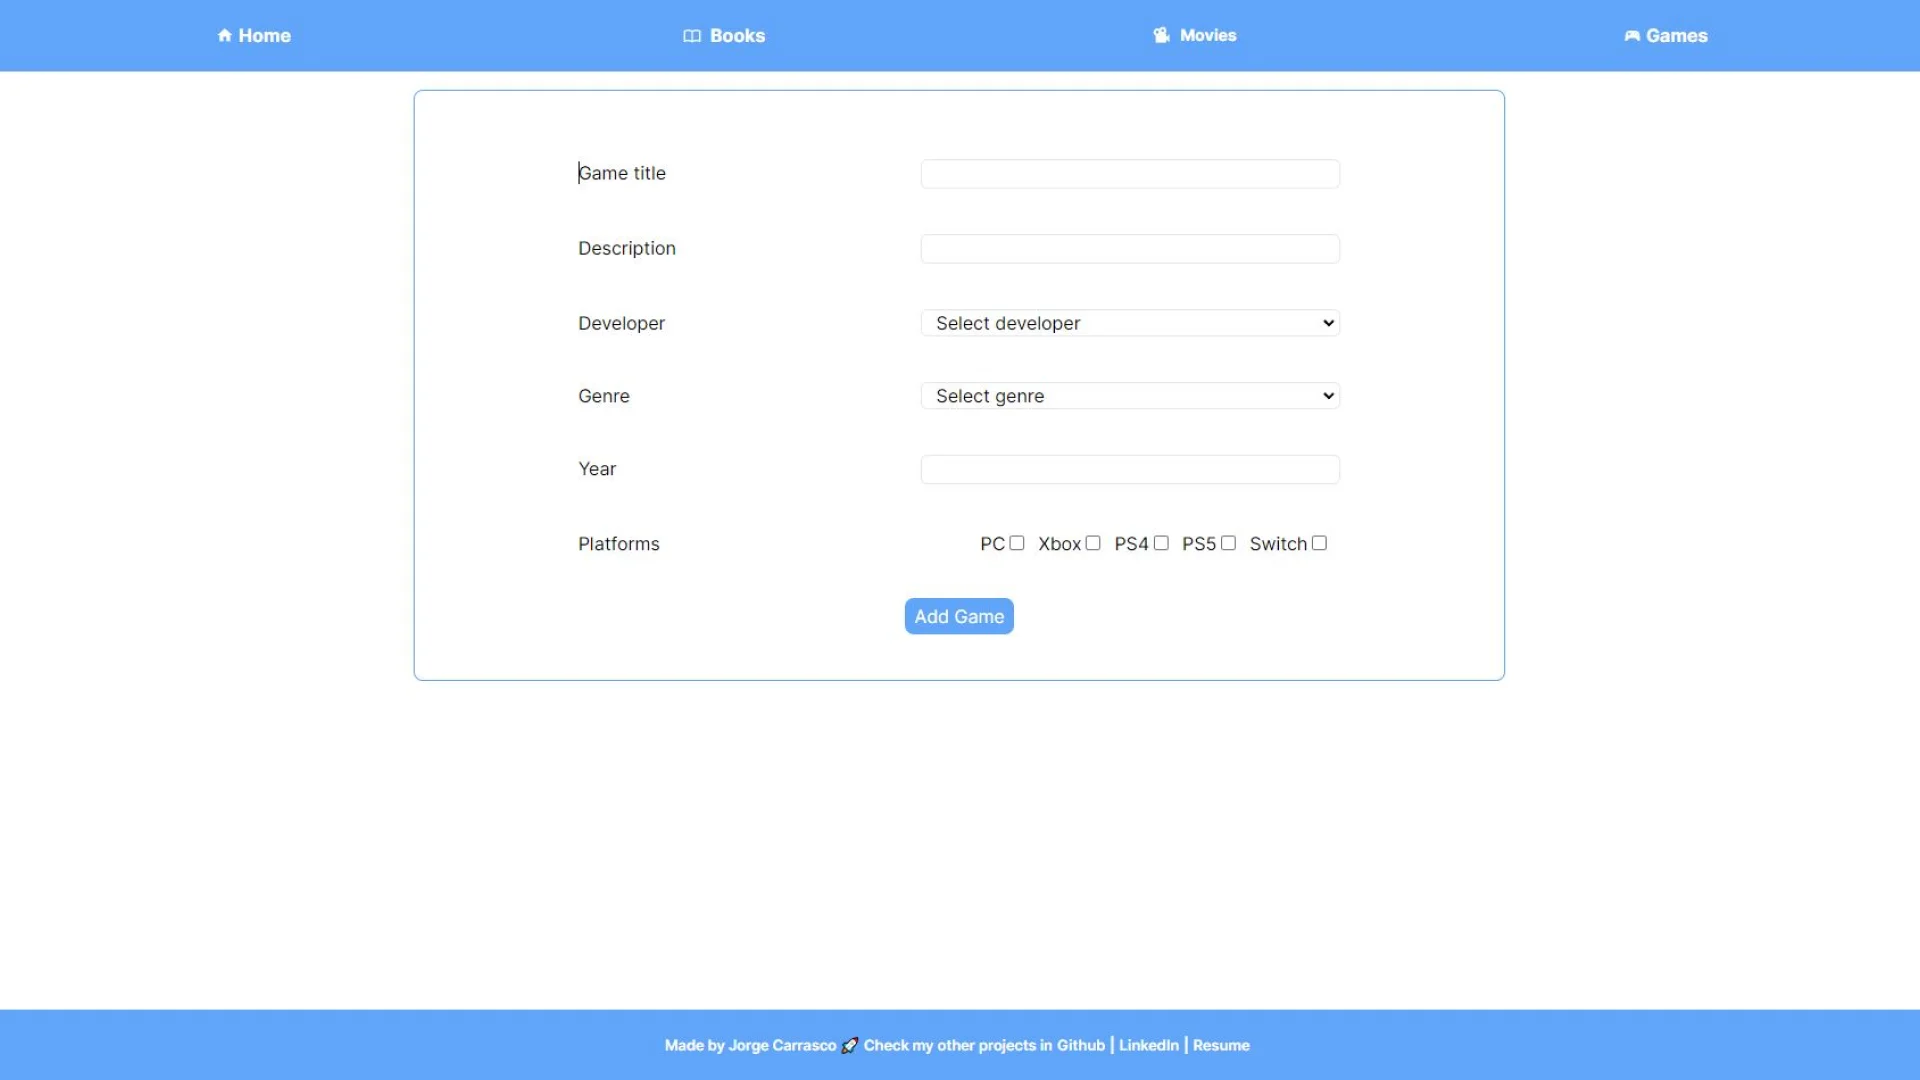 Home Books Movies Games
Game title
Description
Developer Select developer
Genre Select genre
Year
Platforms PC Xbox PS4 PS5 Switch
Add Game
Made by Jorge Carrasco 🚀 Check my other projects in Github | LinkedIn | Resume